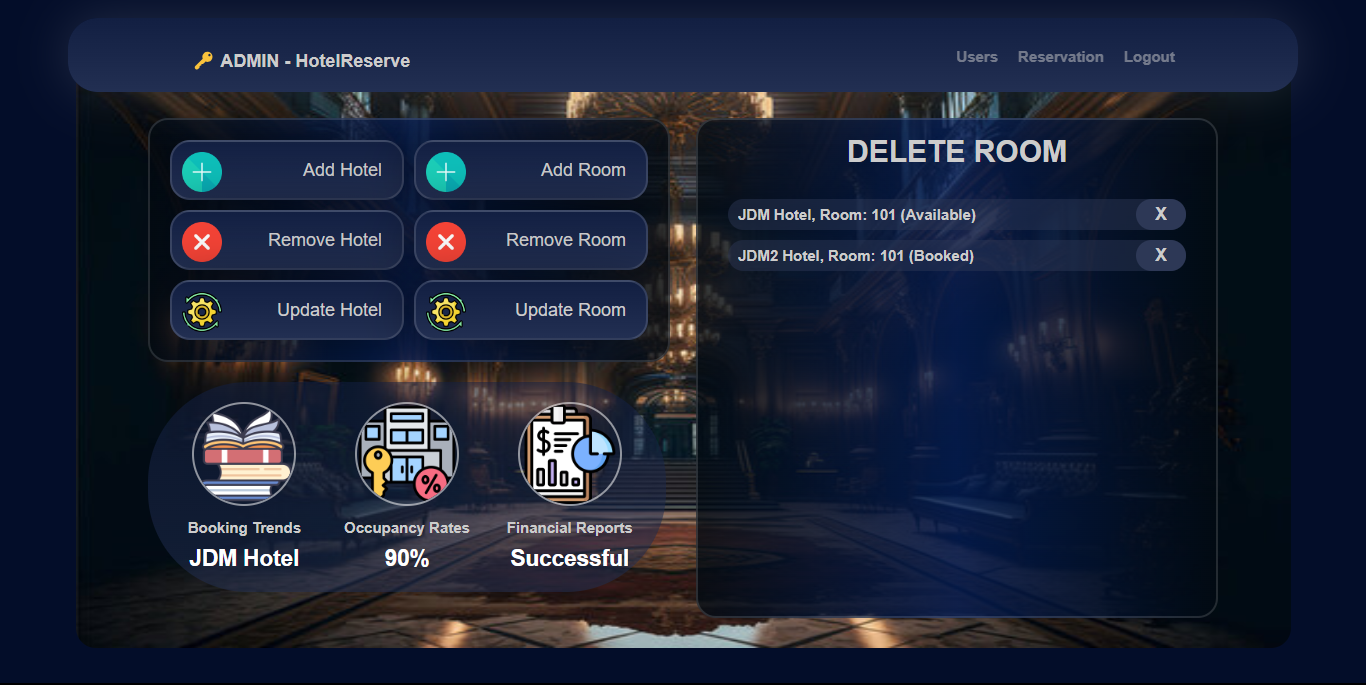 ADMIN - HotelReserve
Users Reservation Logout
Add Hotel
Add Room
Remove Hotel
Remove Room
Update Hotel
Update Room
Booking Trends
JDM Hotel
Occupancy Rates
90%
Financial Reports
Successful
DELETE ROOM
JDM Hotel, Room: 101 (Available) X
JDM2 Hotel, Room: 101 (Booked) X